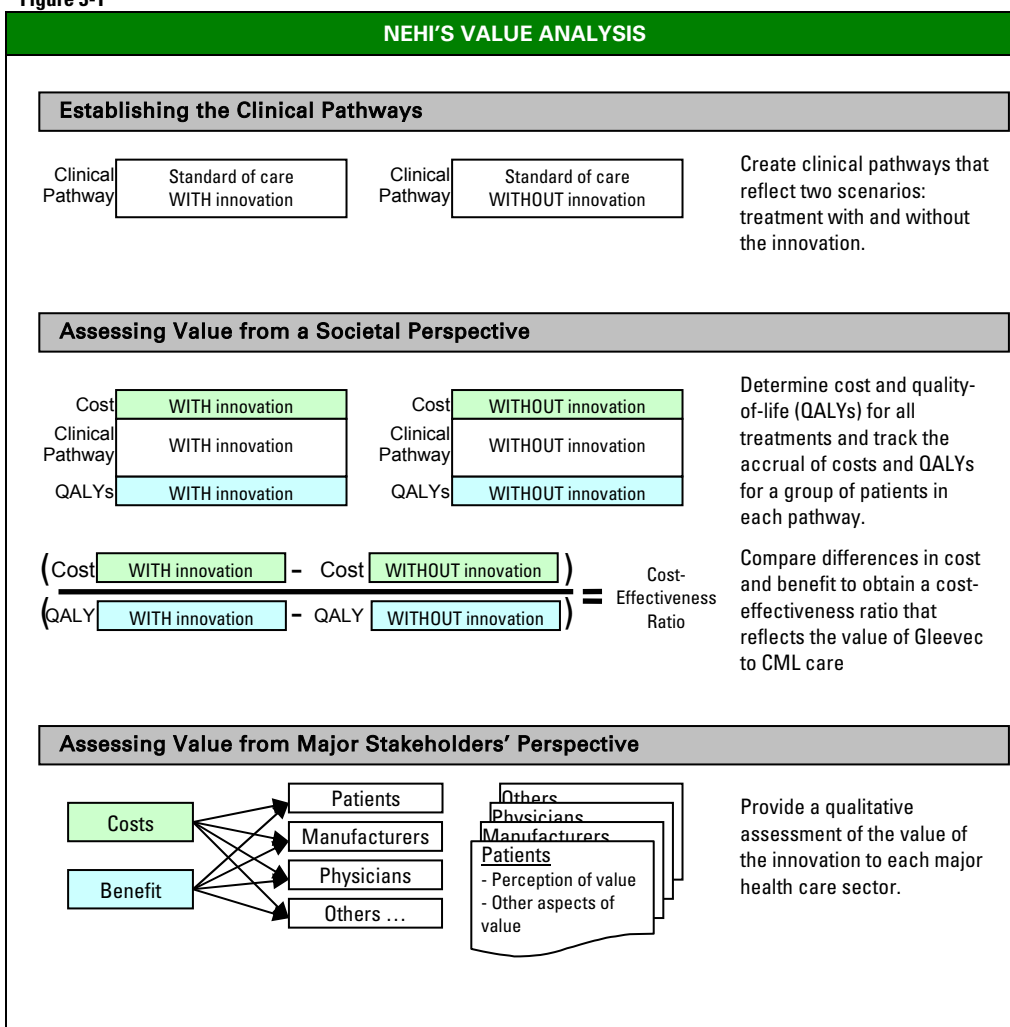 Figure 3-1
NEHI'S VALUE ANALYSIS
Establishing the Clinical Pathways
Clinical
Pathway
Standard of care
WITH innovation
Clinical
Pathway
Standard of care
WITHOUT innovation
Create clinical pathways that
reflect two scenarios:
treatment with and without
the innovation.
Assessing Value from a Societal Perspective
Cost
WITH innovation
Clinical
Pathway
WITH innovation
QALYs
WITH innovation
Cost
WITHOUT innovation
Clinical
Pathway
WITHOUT innovation
QALYs
WITHOUT innovation
Determine cost and quality-
of-life (QALYs) for all
treatments and track the
accrual of costs and QALYs
for a group of patients in
each pathway.
(Cost WITH innovation - Cost WITHOUT innovation)
(QALY WITH innovation - QALY WITHOUT innovation)
=
Cost-
Effectiveness
Ratio
Compare differences in cost
and benefit to obtain a cost-
effectiveness ratio that
reflects the value of Gleevec
to CML care
Assessing Value from Major Stakeholders' Perspective
Costs
Benefit
Patients
Manufacturers
Physicians
Others ...
Others
Physicians
Manufacturers
Patients
- Perception of value
- Other aspects of
value
Provide a qualitative
assessment of the value of
the innovation to each major
health care sector.